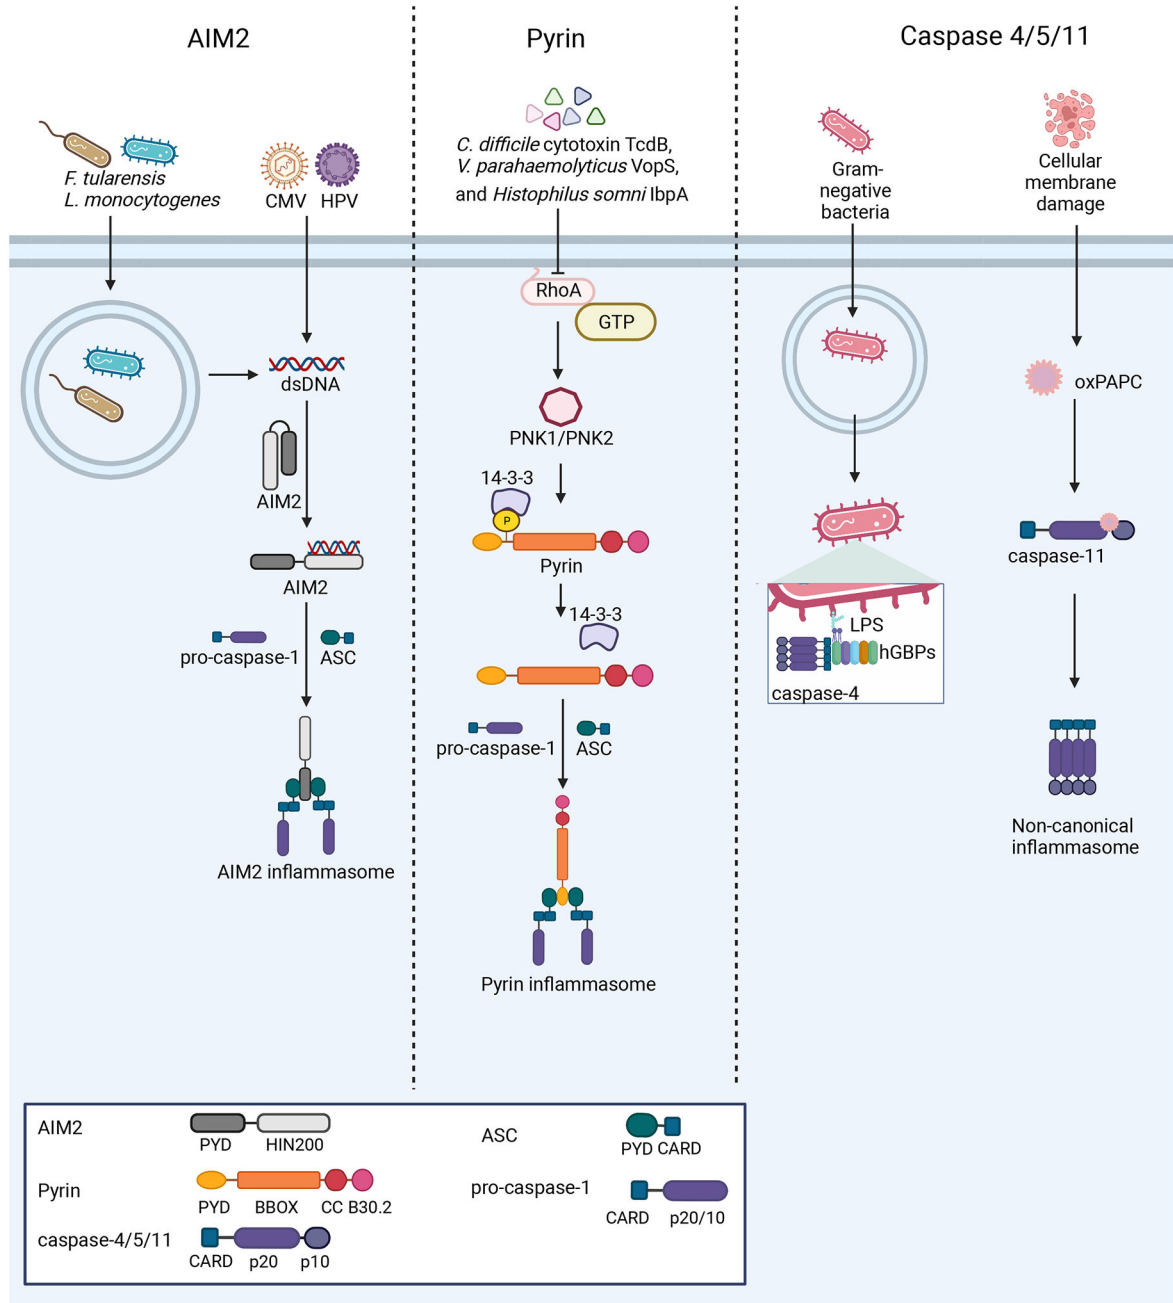 AIM2
Pyrin
Caspase 4/5/11
F. tularensis
L. monocytogenes
CMV
HPV
C. difficile cytotoxin TcdB,
V. parahaemolyticus VopS,
and Histophilus somni IbpA
Gram-
negative
bacteria
Cellular
membrane
damage
dsDNA
AIM2
AIM2
pro-caspase-1
ASC
AIM2 inflammasome
RhoA
GTP
PNK1/PNK2
14-3-3
P
Pyrin
14-3-3
pro-caspase-1
ASC
Pyrin inflammasome
LPS
hGBPs
caspase-4
oxPAPC
caspase-11
Non-canonical
inflammasome
AIM2
PYD
HIN200
Pyrin
PYD
BBOX
CC B30.2
caspase-4/5/11
CARD
p20
p10
ASC
PYD CARD
pro-caspase-1
CARD
p20/10